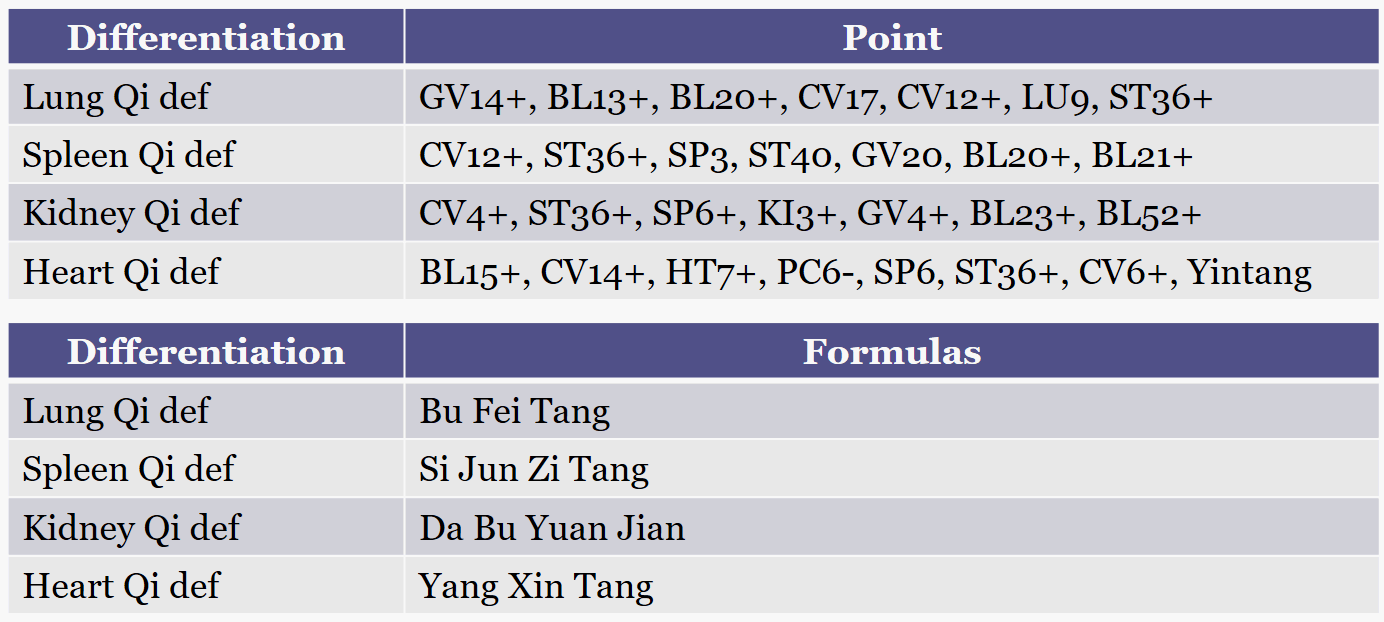 Differentiation Point
Lung Qi def GV14+, BL13+, BL20+, CV17, CV12+, LU9, ST36+
Spleen Qi def CV12+, ST36+, SP3, ST40, GV20, BL20+, BL21+
Kidney Qi def CV4+, ST36+, SP6+, KI3+, GV4+, BL23+, BL52+
Heart Qi def BL15+, CV14+, HT7+, PC6-, SP6, ST36+, CV6+, Yintang
Differentiation Formulas
Lung Qi def Bu Fei Tang
Spleen Qi def Si Jun Zi Tang
Kidney Qi def Da Bu Yuan Jian
Heart Qi def Yang Xin Tang